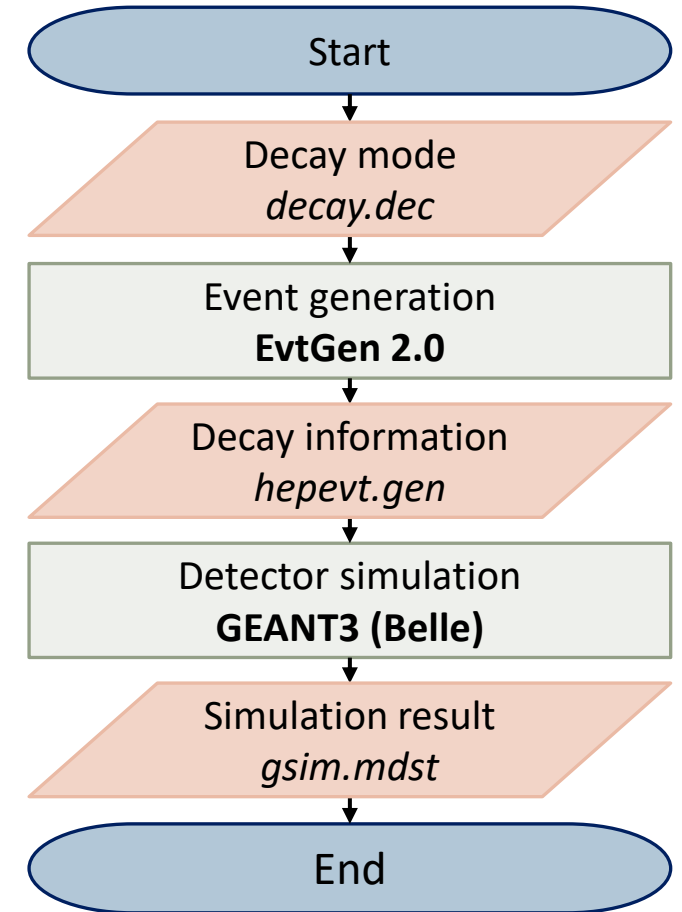 Start
Decay mode
decay.dec
Event generation
EvtGen 2.0
Decay information
hepevt.gen
Detector simulation
GEANT3 (Belle)
Simulation result
gsim.mdst
End